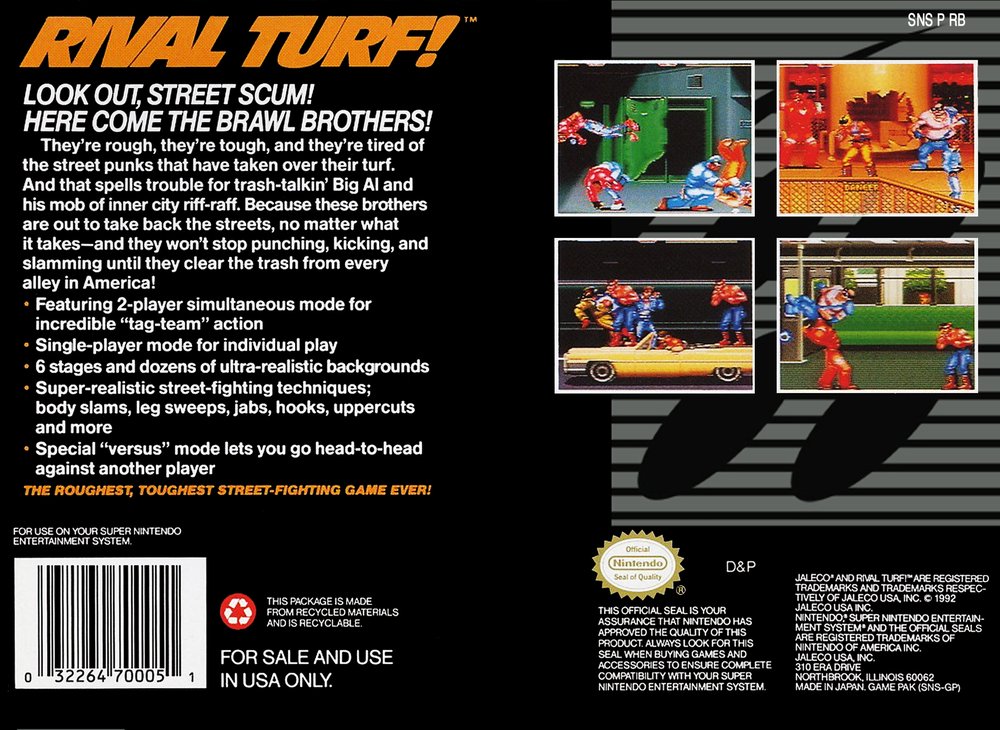 SNS P RB
RIVAL TURF!™
LOOK OUT, STREET SCUM!
HERE COME THE BRAWL BROTHERS!
They're rough, they're tough, and they're tired of
the street punks that have taken over their turf.
And that spells trouble for trash-talkin' Big Al and
his mob of inner city riff-raff. Because these brothers
are out to take back the streets, no matter what
it takes—and they won't stop punching, kicking, and
slamming until they clear the trash from every
alley in America!
• Featuring 2-player simultaneous mode for
incredible "tag-team" action
• Single-player mode for individual play
• 6 stages and dozens of ultra-realistic backgrounds
• Super-realistic street-fighting techniques;
body slams, leg sweeps, jabs, hooks, uppercuts
and more
• Special "versus" mode lets you go head-to-head
against another player
THE ROUGHEST, TOUGHEST STREET-FIGHTING GAME EVER!
DANGER
FOR USE ON YOUR SUPER NINTENDO
ENTERTAINMENT SYSTEM.
0 32264 70005 1
THIS PACKAGE IS MADE
FROM RECYCLED MATERIALS
AND IS RECYCLABLE.
FOR SALE AND USE
IN USA ONLY.
Official
Nintendo
Seal of Quality
®
D&P
THIS OFFICIAL SEAL IS YOUR
ASSURANCE THAT NINTENDO HAS
APPROVED THE QUALITY OF THIS
PRODUCT. ALWAYS LOOK FOR THIS
SEAL WHEN BUYING GAMES AND
ACCESSORIES TO ENSURE COMPLETE
COMPATIBILITY WITH YOUR SUPER
NINTENDO ENTERTAINMENT SYSTEM.
JALECO® AND RIVAL TURF!™ ARE REGISTERED
TRADEMARKS AND TRADEMARKS RESPEC-
TIVELY OF JALECO USA, INC. © 1992
JALECO USA INC.
NINTENDO,® SUPER NINTENDO ENTERTAIN-
MENT SYSTEM® AND THE OFFICIAL SEALS
ARE REGISTERED TRADEMARKS OF
NINTENDO OF AMERICA INC.
JALECO USA, INC.
310 ERA DRIVE
NORTHBROOK, ILLINOIS 60062
MADE IN JAPAN. GAME PAK (SNS-GP)